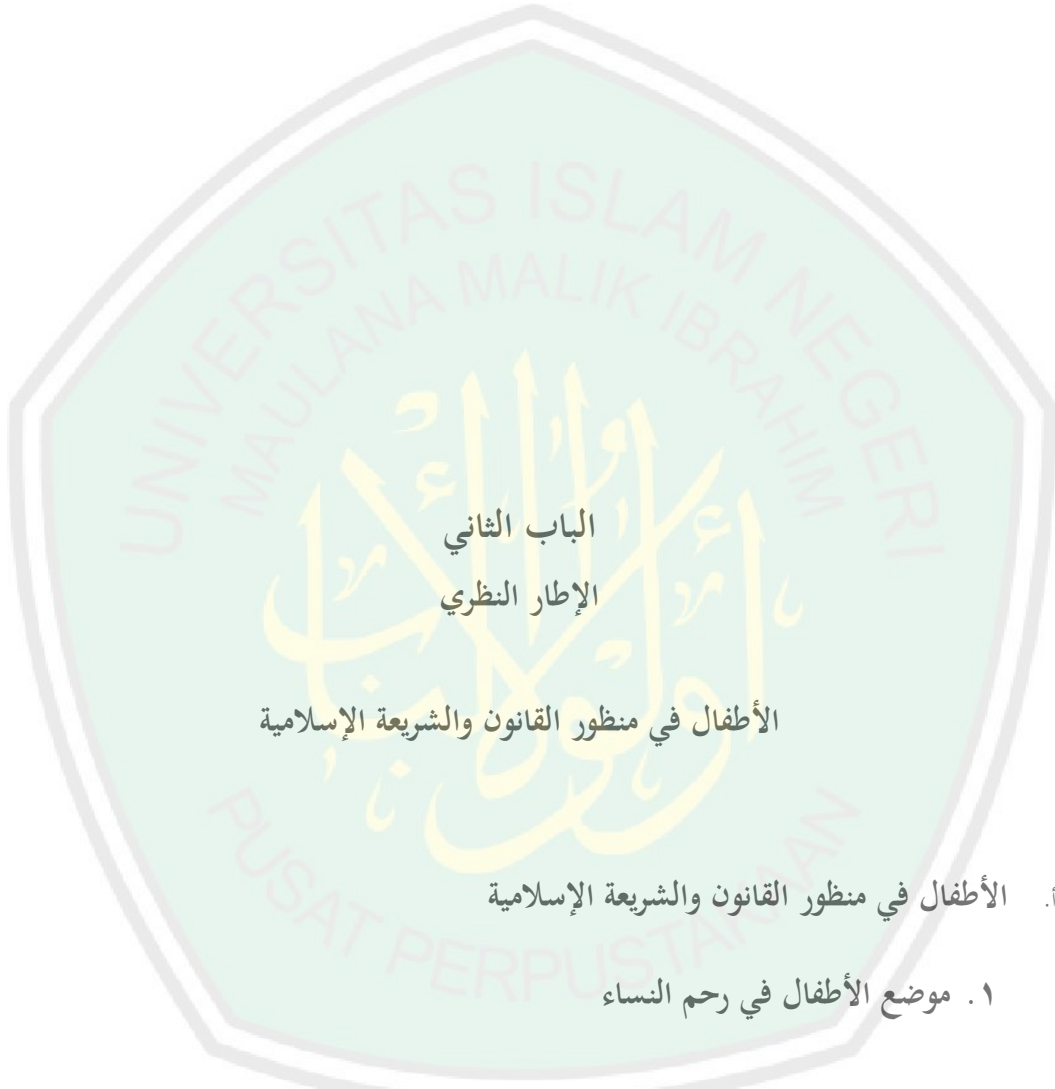 UNIVERSITAS ISLAM NEGERI
MAULANA MALIK IBRAHIM
الباب الثاني
الإطار النظري
الأطفال في منظور القانون والشريعة الإسلامية
أ. الأطفال في منظور القانون والشريعة الإسلامية
١. موضع الأطفال في رحم النساء
PUSAT PERPUSTAKAAN